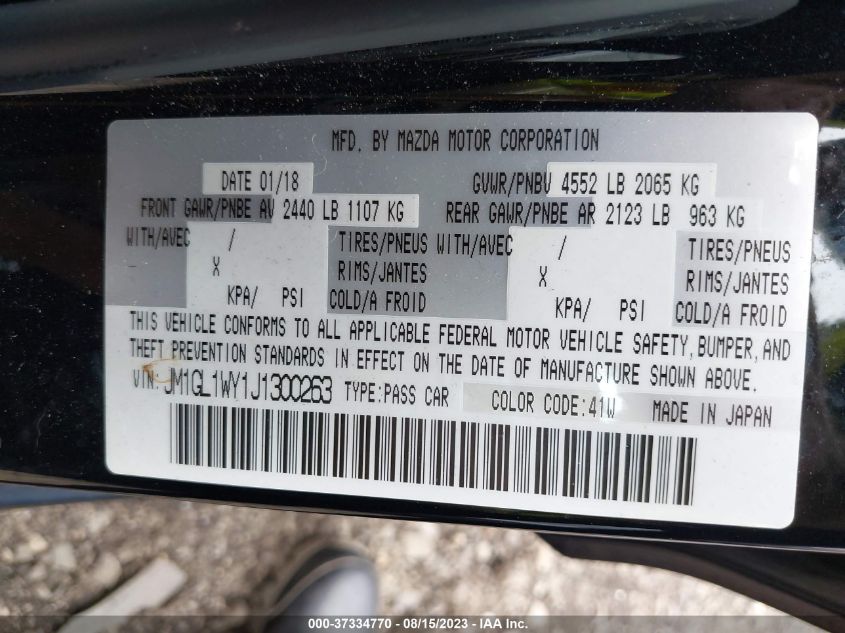 MFD. BY MAZDA MOTOR CORPORATION
DATE 01/18 GVWR/PNBV 4552 LB 2065 KG
FRONT GAWR/PNBE AV 2440 LB 1107 KG REAR GAWR/PNBE AR 2123 LB 963 KG
WITH/AVEC / TIRES/PNEUS WITH/AVEC / TIRES/PNEUS
X RIMS/JANTES X RIMS/JANTES
KPA/ PSI COLD/A FROID KPA/ PSI COLD/A FROID
THIS VEHICLE CONFORMS TO ALL APPLICABLE FEDERAL MOTOR VEHICLE SAFETY, BUMPER, AND
THEFT PREVENTION STANDARDS IN EFFECT ON THE DATE OF MANUFACTURE SHOWN ABOVE.
VIN: JM1GL1WY1J1300263 TYPE:PASS CAR COLOR CODE:41W MADE IN JAPAN
000-37334770 - 08/15/2023 - IAA Inc.